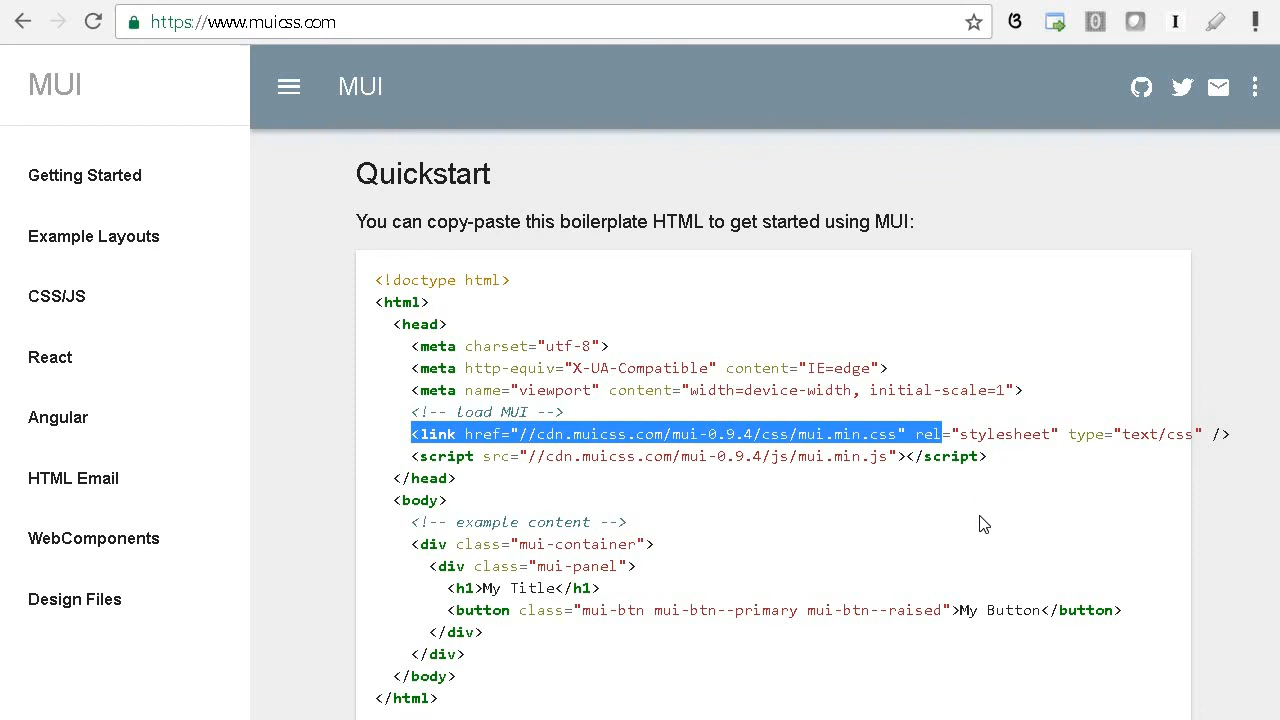 https://www.muicss.com
MUI
MUI
Getting Started
Example Layouts
CSS/JS
React
Angular
HTML Email
WebComponents
Design Files
Quickstart
You can copy-paste this boilerplate HTML to get started using MUI:
<!doctype html>
<html>
  <head>
    <meta charset="utf-8">
    <meta http-equiv="X-UA-Compatible" content="IE=edge">
    <meta name="viewport" content="width=device-width, initial-scale=1">
    <!-- load MUI -->
    <link href="//cdn.muicss.com/mui-0.9.4/css/mui.min.css" rel="stylesheet" type="text/css" />
    <script src="//cdn.muicss.com/mui-0.9.4/js/mui.min.js"></script>
  </head>
  <body>
    <!-- example content -->
    <div class="mui-container">
      <div class="mui-panel">
        <h1>My Title</h1>
        <button class="mui-btn mui-btn--primary mui-btn--raised">My Button</button>
      </div>
    </div>
  </body>
</html>